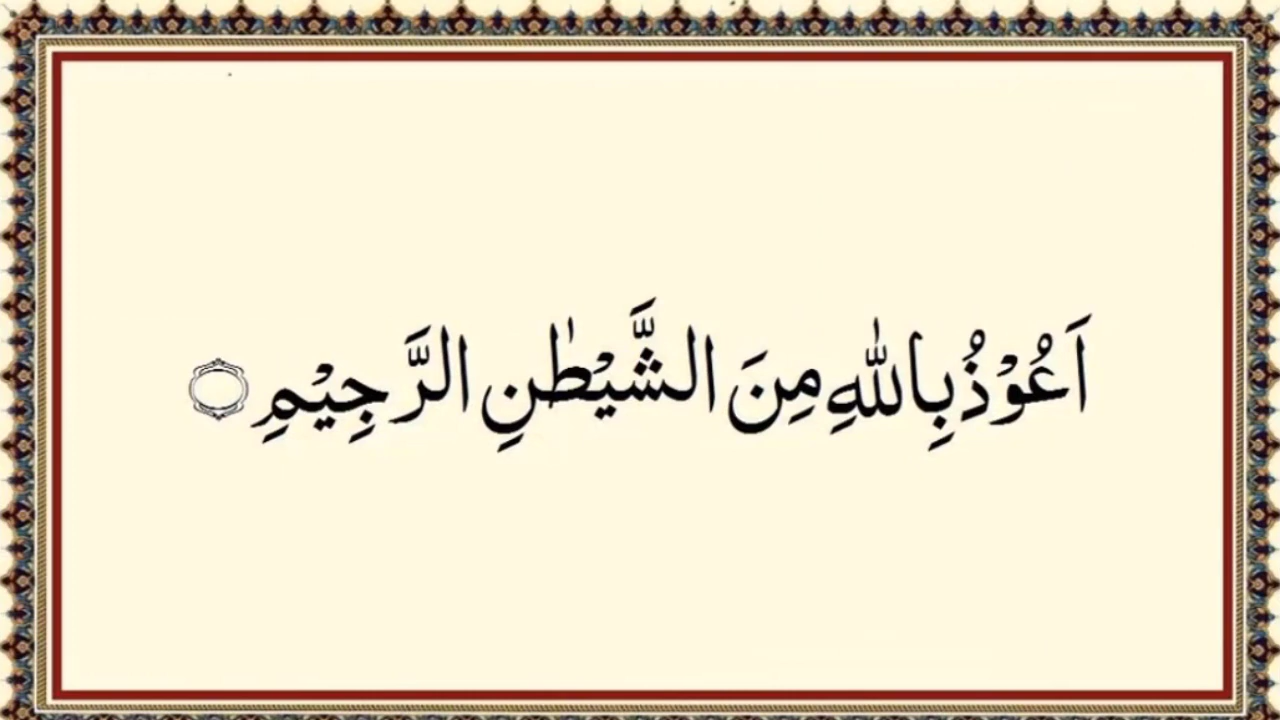 اَعُوْذُ بِاللّٰهِ مِنَ الشَّيْطٰنِ الرَّجِيْمِ ۝